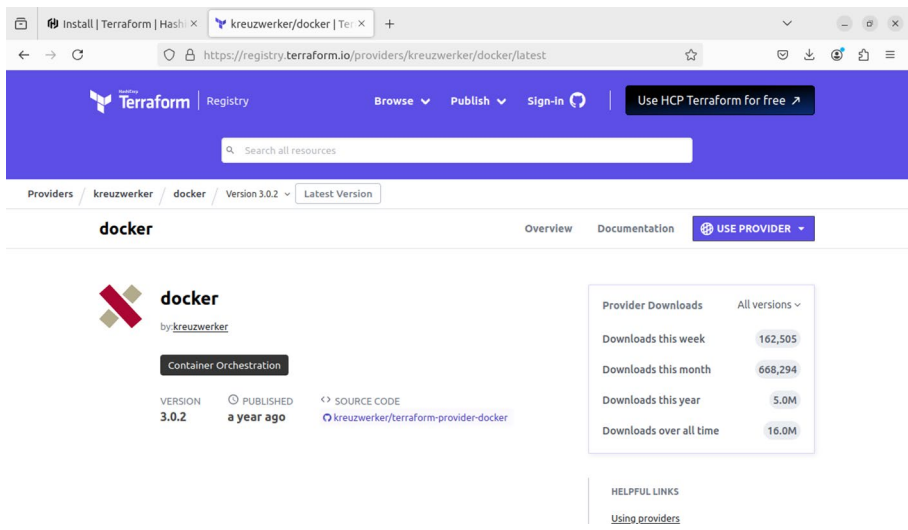 Install | Terraform | Hashi
kreuzwerker/docker | Ter
https://registry.terraform.io/providers/kreuzwerker/docker/latest
HashiCorp
Terraform
Registry
Browse
Publish
Sign-in
Use HCP Terraform for free
Search all resources
Providers / kreuzwerker / docker / Version 3.0.2 Latest Version
docker
Overview
Documentation
USE PROVIDER
docker
by:kreuzwerker
Container Orchestration
VERSION
3.0.2
PUBLISHED
a year ago
<> SOURCE CODE
kreuzwerker/terraform-provider-docker
Provider Downloads All versions
Downloads this week 162,505
Downloads this month 668,294
Downloads this year 5.0M
Downloads over all time 16.0M
HELPFUL LINKS
Using providers